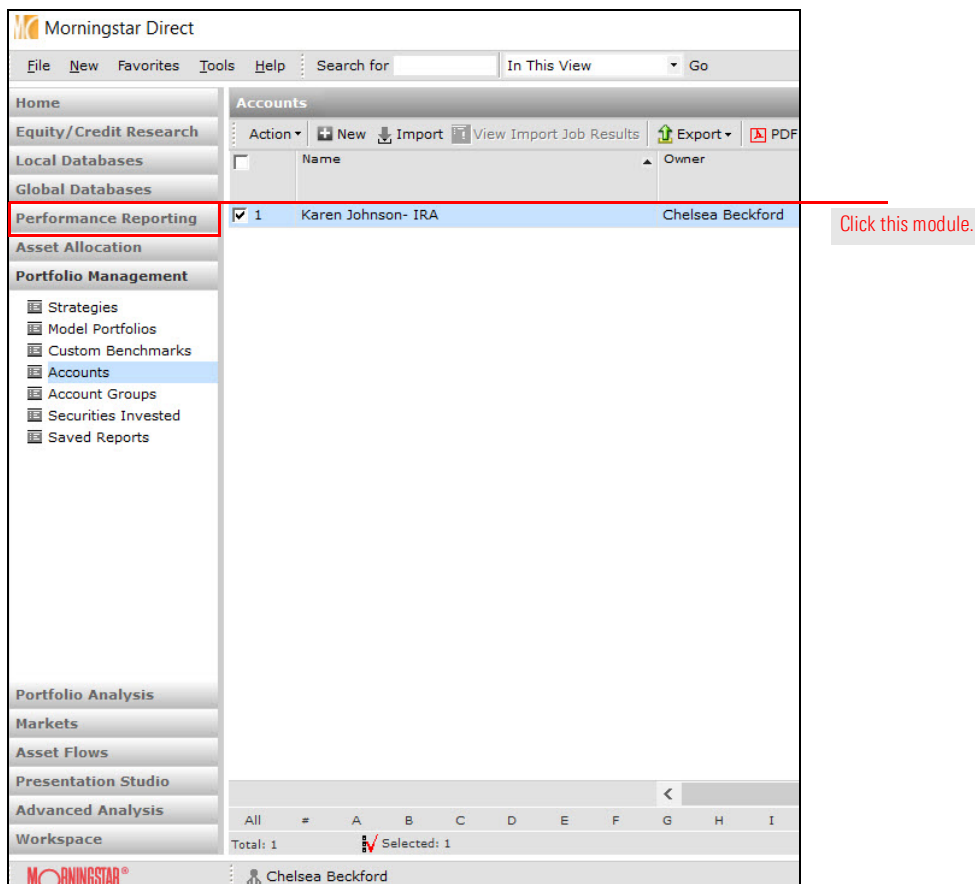 Morningstar Direct
File New Favorites Tools Help Search for In This View Go
Home
Equity/Credit Research
Local Databases
Global Databases
Performance Reporting
Asset Allocation
Portfolio Management
Strategies
Model Portfolios
Custom Benchmarks
Accounts
Account Groups
Securities Invested
Saved Reports
Portfolio Analysis
Markets
Asset Flows
Presentation Studio
Advanced Analysis
Workspace
MORNINGSTAR®
Accounts
Action New Import View Import Job Results Export PDF
Name Owner
1 Karen Johnson- IRA Chelsea Beckford
All # A B C D E F G H I
Total: 1 Selected: 1
Chelsea Beckford
Click this module.